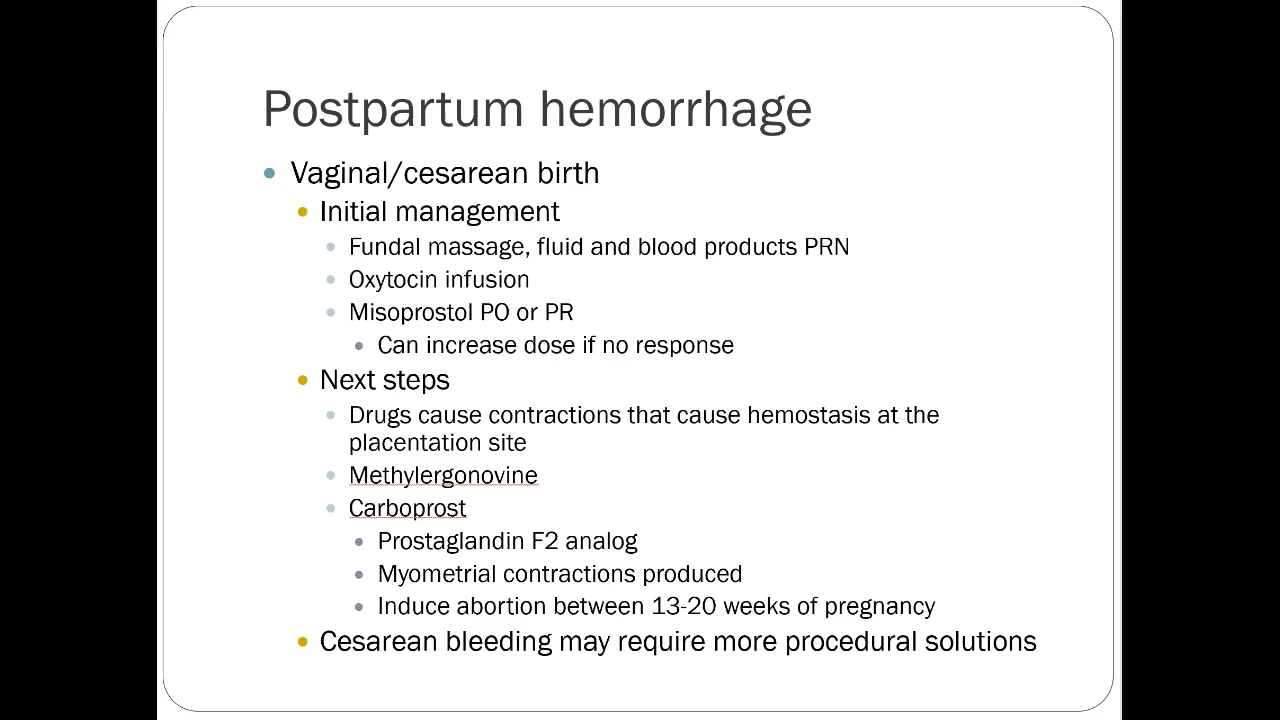 Postpartum hemorrhage
Vaginal/cesarean birth
Initial management
Fundal massage, fluid and blood products PRN
Oxytocin infusion
Misoprostol PO or PR
Can increase dose if no response
Next steps
Drugs cause contractions that cause hemostasis at the
placentation site
Methylergonovine
Carboprost
Prostaglandin F2 analog
Myometrial contractions produced
Induce abortion between 13-20 weeks of pregnancy
Cesarean bleeding may require more procedural solutions